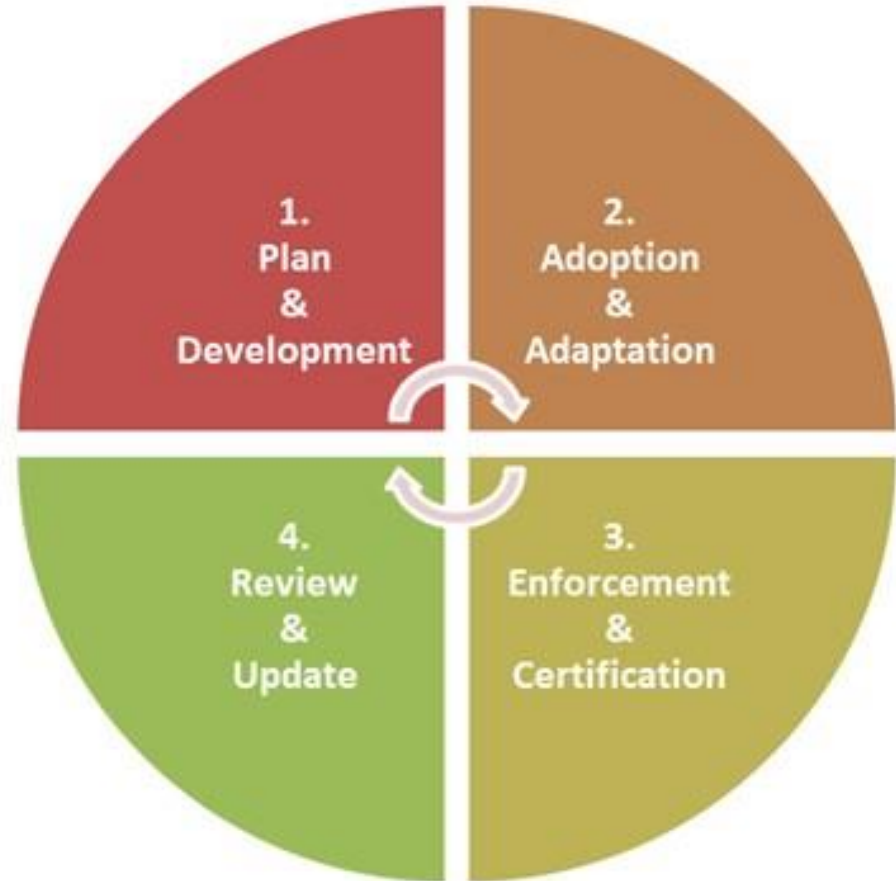 1.
Plan
&
Development
2.
Adoption
&
Adaptation
3.
Enforcement
&
Certification
4.
Review
&
Update